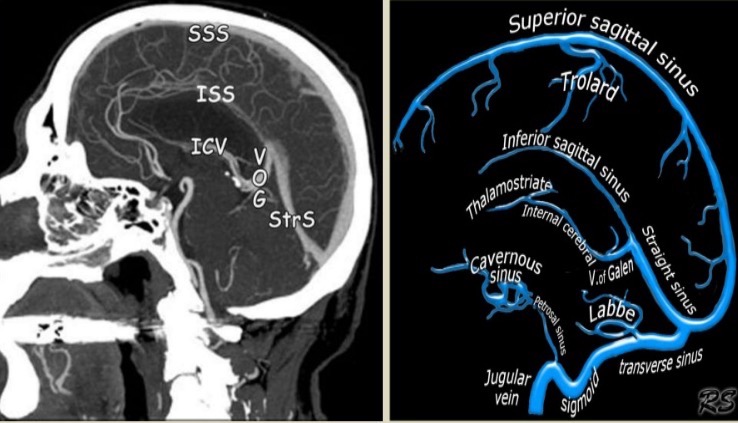 SSS
ISS
ICV
VOG
StrS
Superior sagittal sinus
Trolard
Inferior sagittal sinus
Thalamostriate
Internal cerebral
V.of Galen
Straight sinus
Cavernous
sinus
petrosal sinus
Labbe
transverse sinus
Jugular
vein
sigmoid
RS